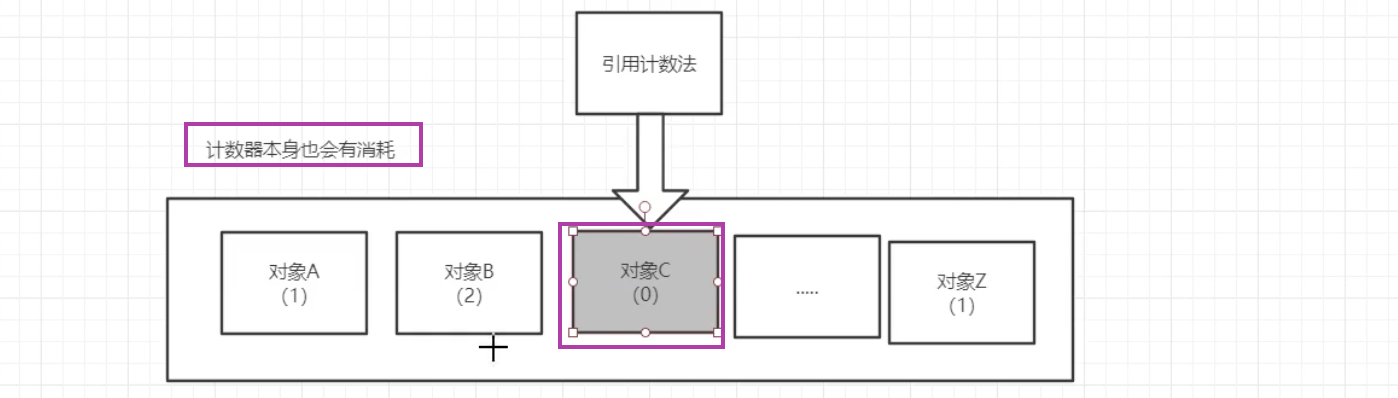 引用计数法
计数器本身也会有消耗
对象A
(1)
对象B
(2)
对象C
(0)
.....
对象Z
(1)